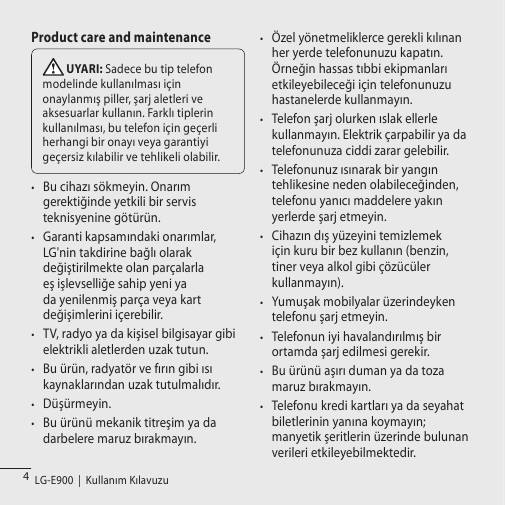 Product care and maintenance
UYARI: Sadece bu tip telefon
modelinde kullanılması için
onaylanmış piller, şarj aletleri ve
aksesuarlar kullanın. Farklı tiplerin
kullanılması, bu telefon için geçerli
herhangi bir onayı veya garantiyi
geçersiz kılabilir ve tehlikeli olabilir.
• Bu cihazı sökmeyin. Onarım
gerektiğinde yetkili bir servis
teknisyenine götürün.
• Garanti kapsamındaki onarımlar,
LG'nin takdirine bağlı olarak
değiştirilmekte olan parçalarla
eş işlevselliğe sahip yeni ya
da yenilenmiş parça veya kart
değişimlerini içerebilir.
• TV, radyo ya da kişisel bilgisayar gibi
elektrikli aletlerden uzak tutun.
• Bu ürün, radyatör ve fırın gibi ısı
kaynaklarından uzak tutulmalıdır.
• Düşürmeyin.
• Bu ürünü mekanik titreşim ya da
darbelere maruz bırakmayın.
• Özel yönetmeliklerce gerekli kılınan
her yerde telefonunuzu kapatın.
Örneğin hassas tıbbi ekipmanları
etkileyebileceği için telefonunuzu
hastanelerde kullanmayın.
• Telefon şarj olurken ıslak ellerle
kullanmayın. Elektrik çarpabilir ya da
telefonunuza ciddi zarar gelebilir.
• Telefonunuz ısınarak bir yangın
tehlikesine neden olabileceğinden,
telefonu yanıcı maddelere yakın
yerlerde şarj etmeyin.
• Cihazın dış yüzeyini temizlemek
için kuru bir bez kullanın (benzin,
tiner veya alkol gibi çözücüler
kullanmayın).
• Yumuşak mobilyalar üzerindeyken
telefonu şarj etmeyin.
• Telefonun iyi havalandırılmış bir
ortamda şarj edilmesi gerekir.
• Bu ürünü aşırı duman ya da toza
maruz bırakmayın.
• Telefonu kredi kartları ya da seyahat
biletlerinin yanına koymayın;
manyetik şeritlerin üzerinde bulunan
verileri etkileyebilmektedir.
4 LG-E900 | Kullanım Kılavuzu